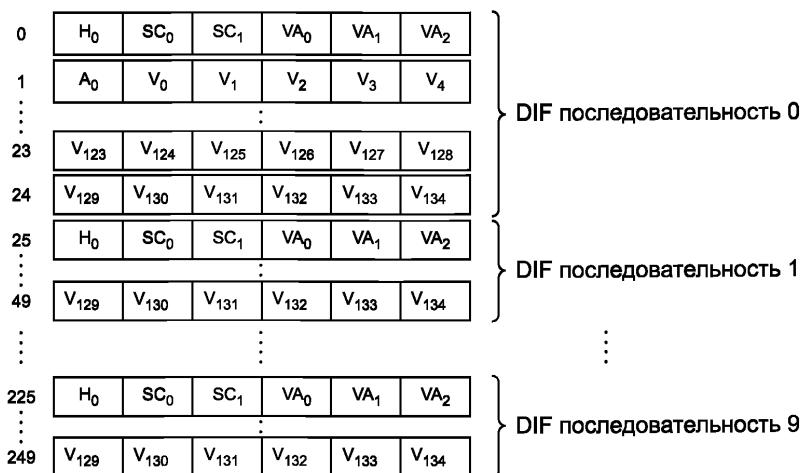 0 H₀ SC₀ SC₁ VA₀ VA₁ VA₂
1 A₀ V₀ V₁ V₂ V₃ V₄
DIF последовательность 0
23 V₁₂₃ V₁₂₄ V₁₂₅ V₁₂₆ V₁₂₇ V₁₂₈
24 V₁₂₉ V₁₃₀ V₁₃₁ V₁₃₂ V₁₃₃ V₁₃₄
25 H₀ SC₀ SC₁ VA₀ VA₁ VA₂
DIF последовательность 1
49 V₁₂₉ V₁₃₀ V₁₃₁ V₁₃₂ V₁₃₃ V₁₃₄
225 H₀ SC₀ SC₁ VA₀ VA₁ VA₂
DIF последовательность 9
249 V₁₂₉ V₁₃₀ V₁₃₁ V₁₃₂ V₁₃₃ V₁₃₄